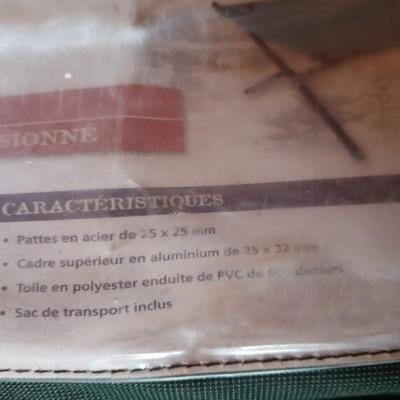 SIONNÉ
CARACTÉRISTIQUES
• Pattes en acier de 25 x 25 mm
• Cadre supérieur en aluminium de 25 x 32 mm
• Toile en polyester enduite de PVC de 600 deniers
• Sac de transport inclus